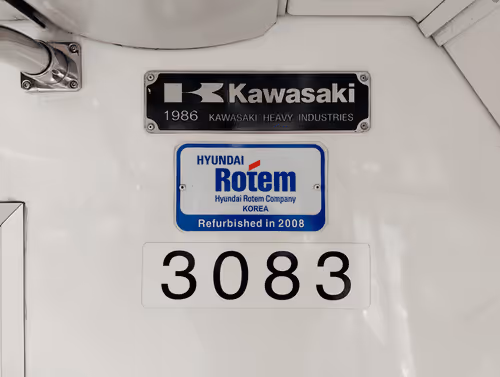 Kawasaki
1986 KAWASAKI HEAVY INDUSTRIES
HYUNDAI
Rotem
Hyundai Rotem Company
KOREA
Refurbished in 2008
3083